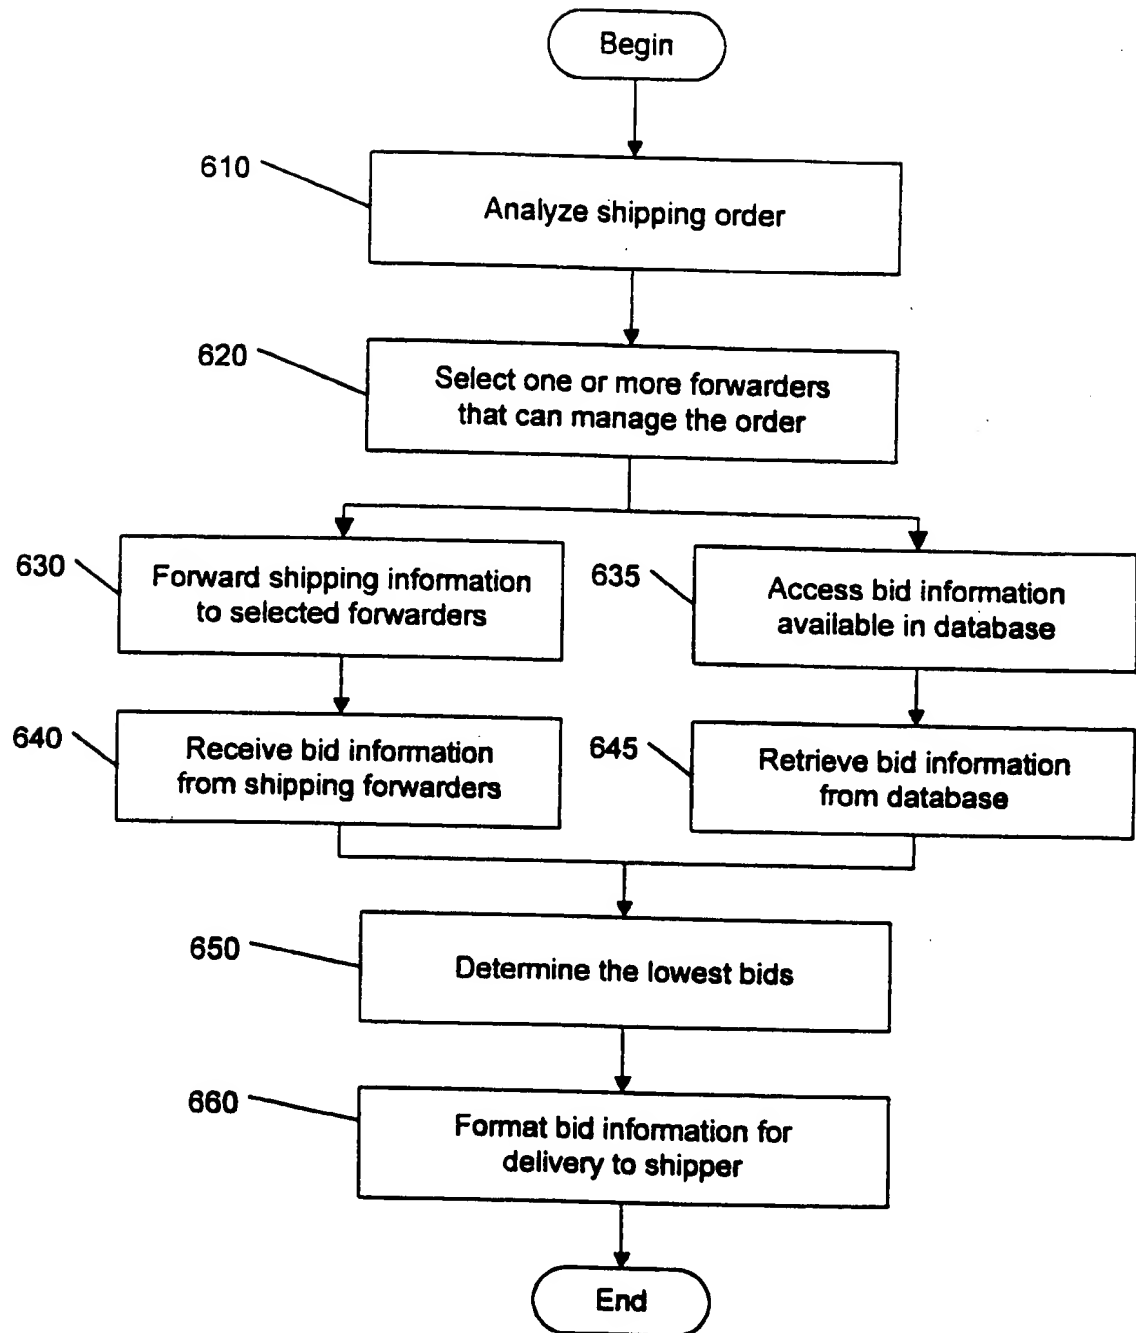 Begin
610
Analyze shipping order
620
Select one or more forwarders
that can manage the order
630
Forward shipping information
to selected forwarders
635
Access bid information
available in database
640
Receive bid information
from shipping forwarders
645
Retrieve bid information
from database
650
Determine the lowest bids
660
Format bid information for
delivery to shipper
End